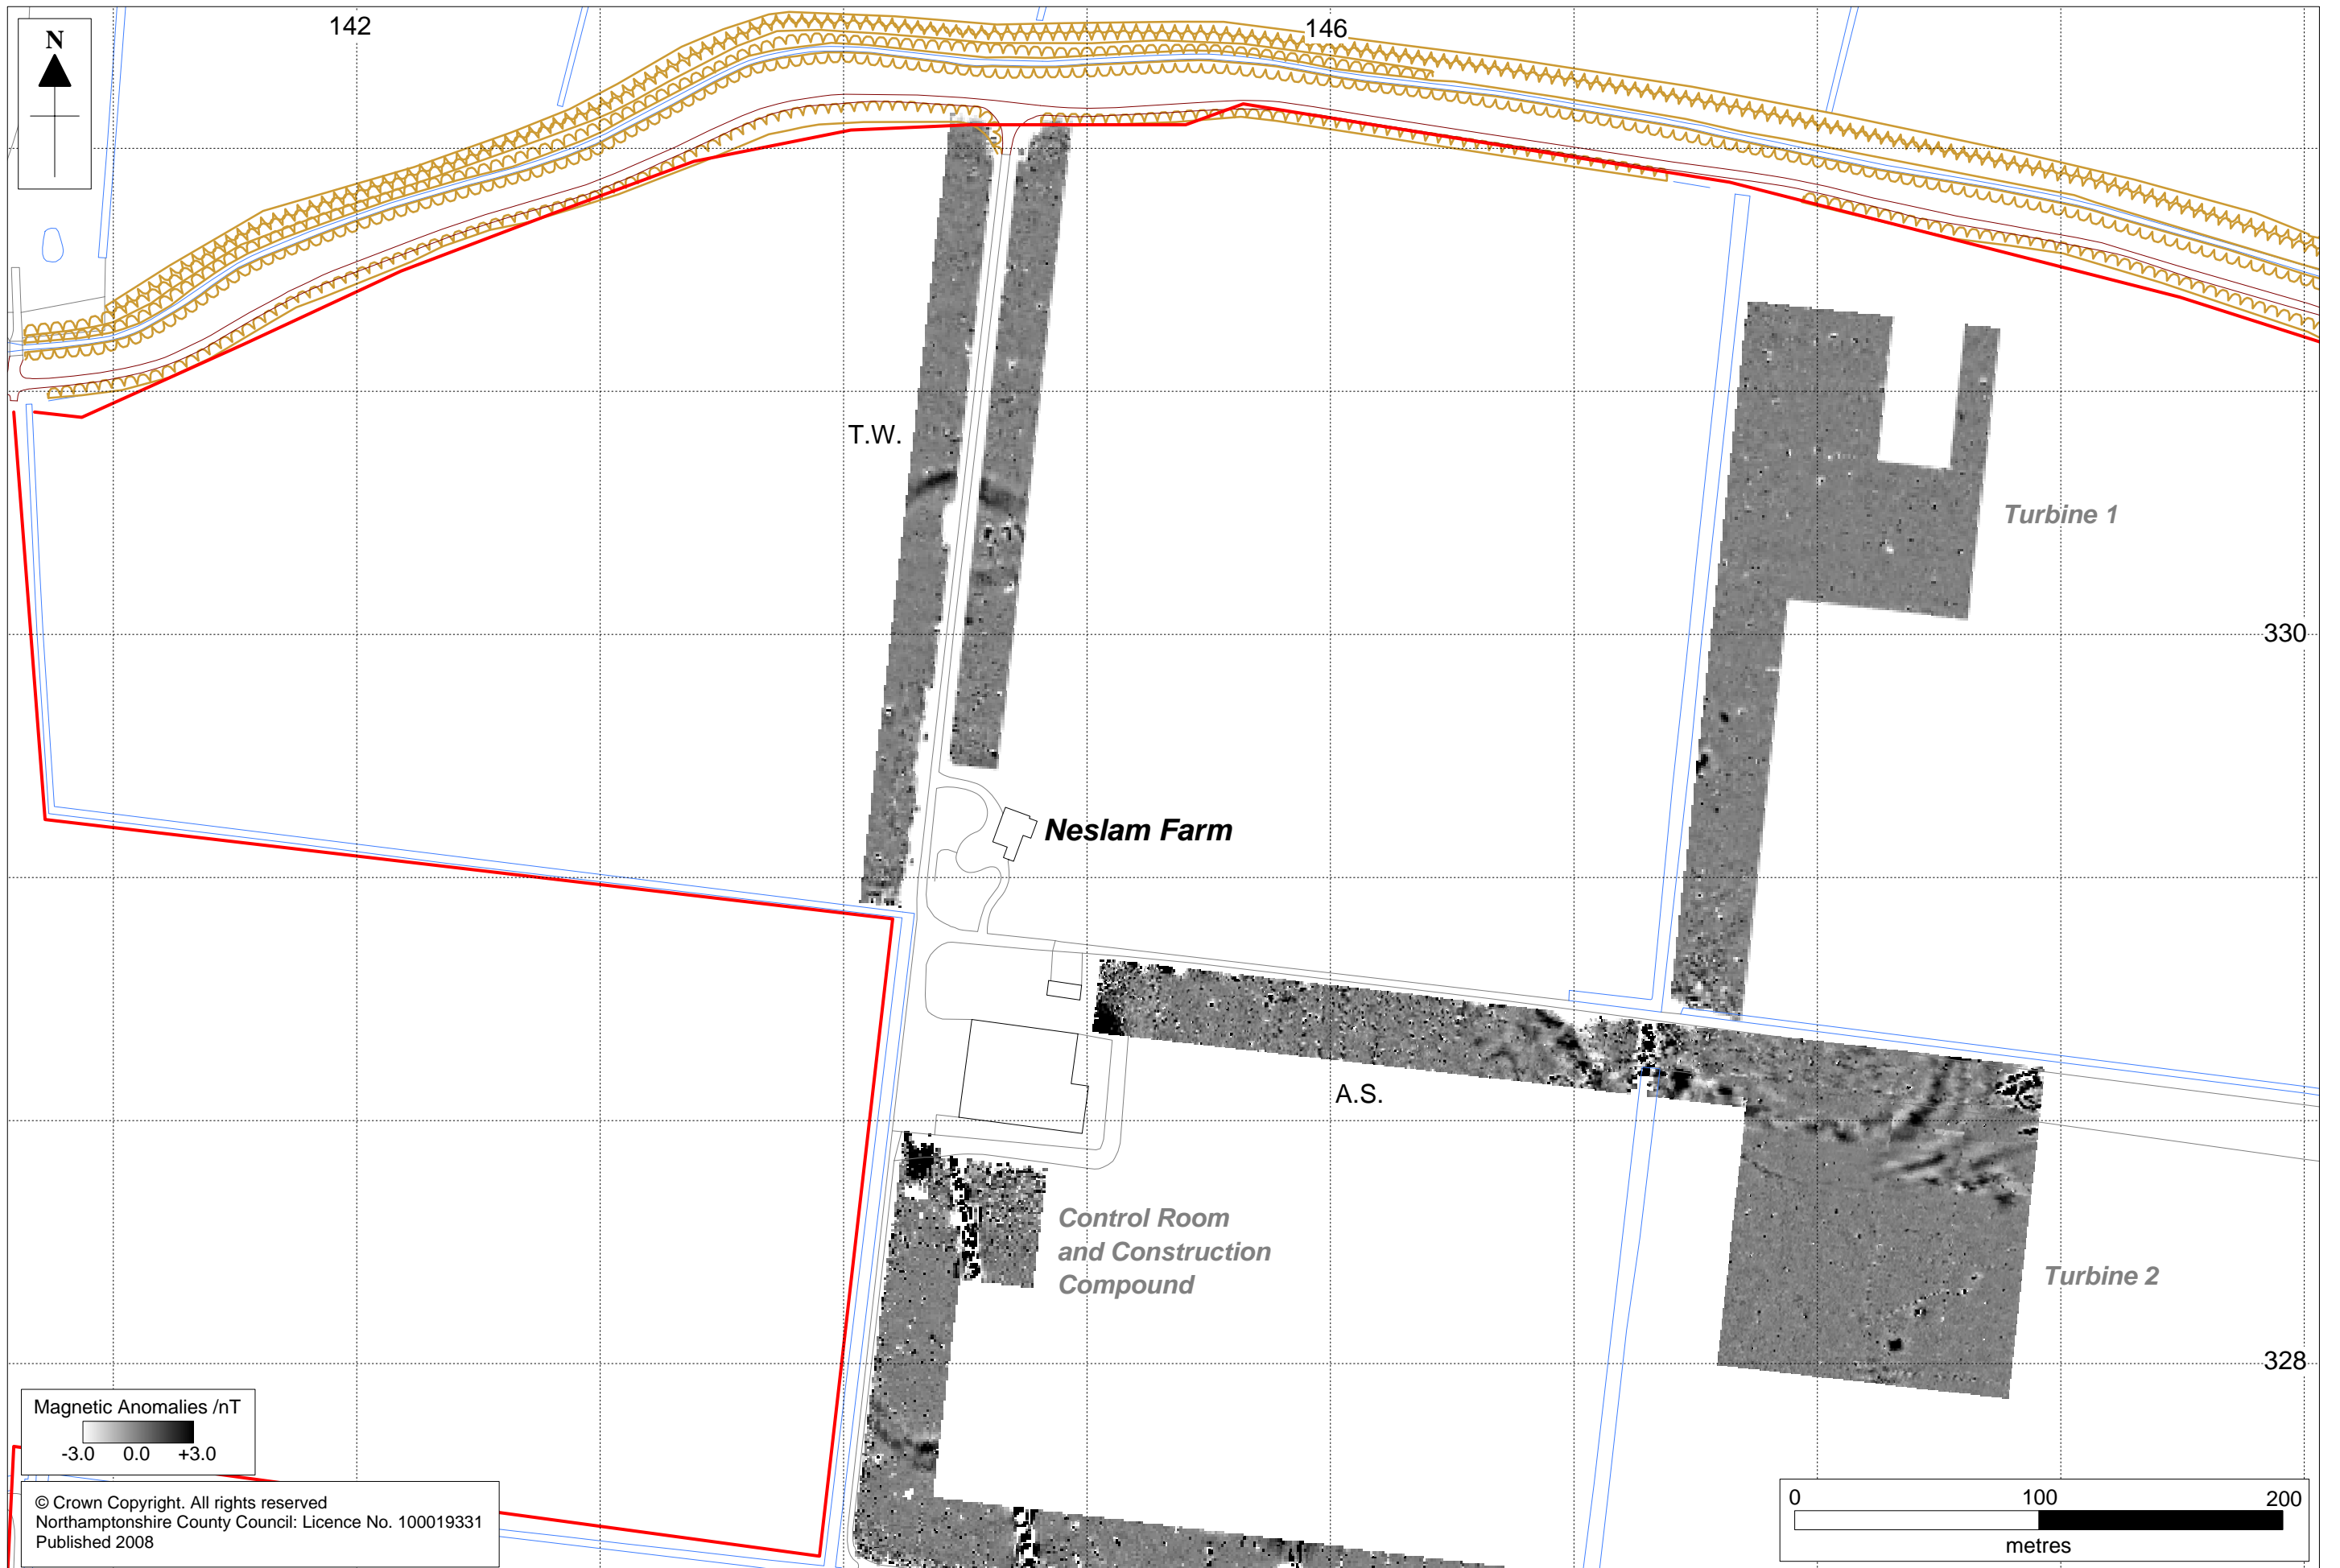 N
142
146
T.W.
Turbine 1
330
Neslam Farm
A.S.
Control Room
and Construction
Compound
Turbine 2
328
Magnetic Anomalies /nT
-3.0 0.0 +3.0
© Crown Copyright. All rights reserved
Northamptonshire County Council: Licence No. 100019331
Published 2008
0 100 200
metres